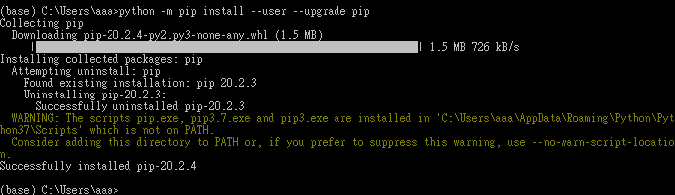 (base) C:\Users\aaa>python -m pip install --user --upgrade pip
Collecting pip
  Downloading pip-20.2.4-py2.py3-none-any.whl (1.5 MB)
     |████████████████████████████████| 1.5 MB 726 kB/s
Installing collected packages: pip
  Attempting uninstall: pip
    Found existing installation: pip 20.2.3
    Uninstalling pip-20.2.3:
      Successfully uninstalled pip-20.2.3
  WARNING: The scripts pip.exe, pip3.7.exe and pip3.exe are installed in 'C:\Users\aaa\AppData\Roaming\Python\Pyt
hon37\Scripts' which is not on PATH.
  Consider adding this directory to PATH or, if you prefer to suppress this warning, use --no-warn-script-locatio
n.
Successfully installed pip-20.2.4
(base) C:\Users\aaa>